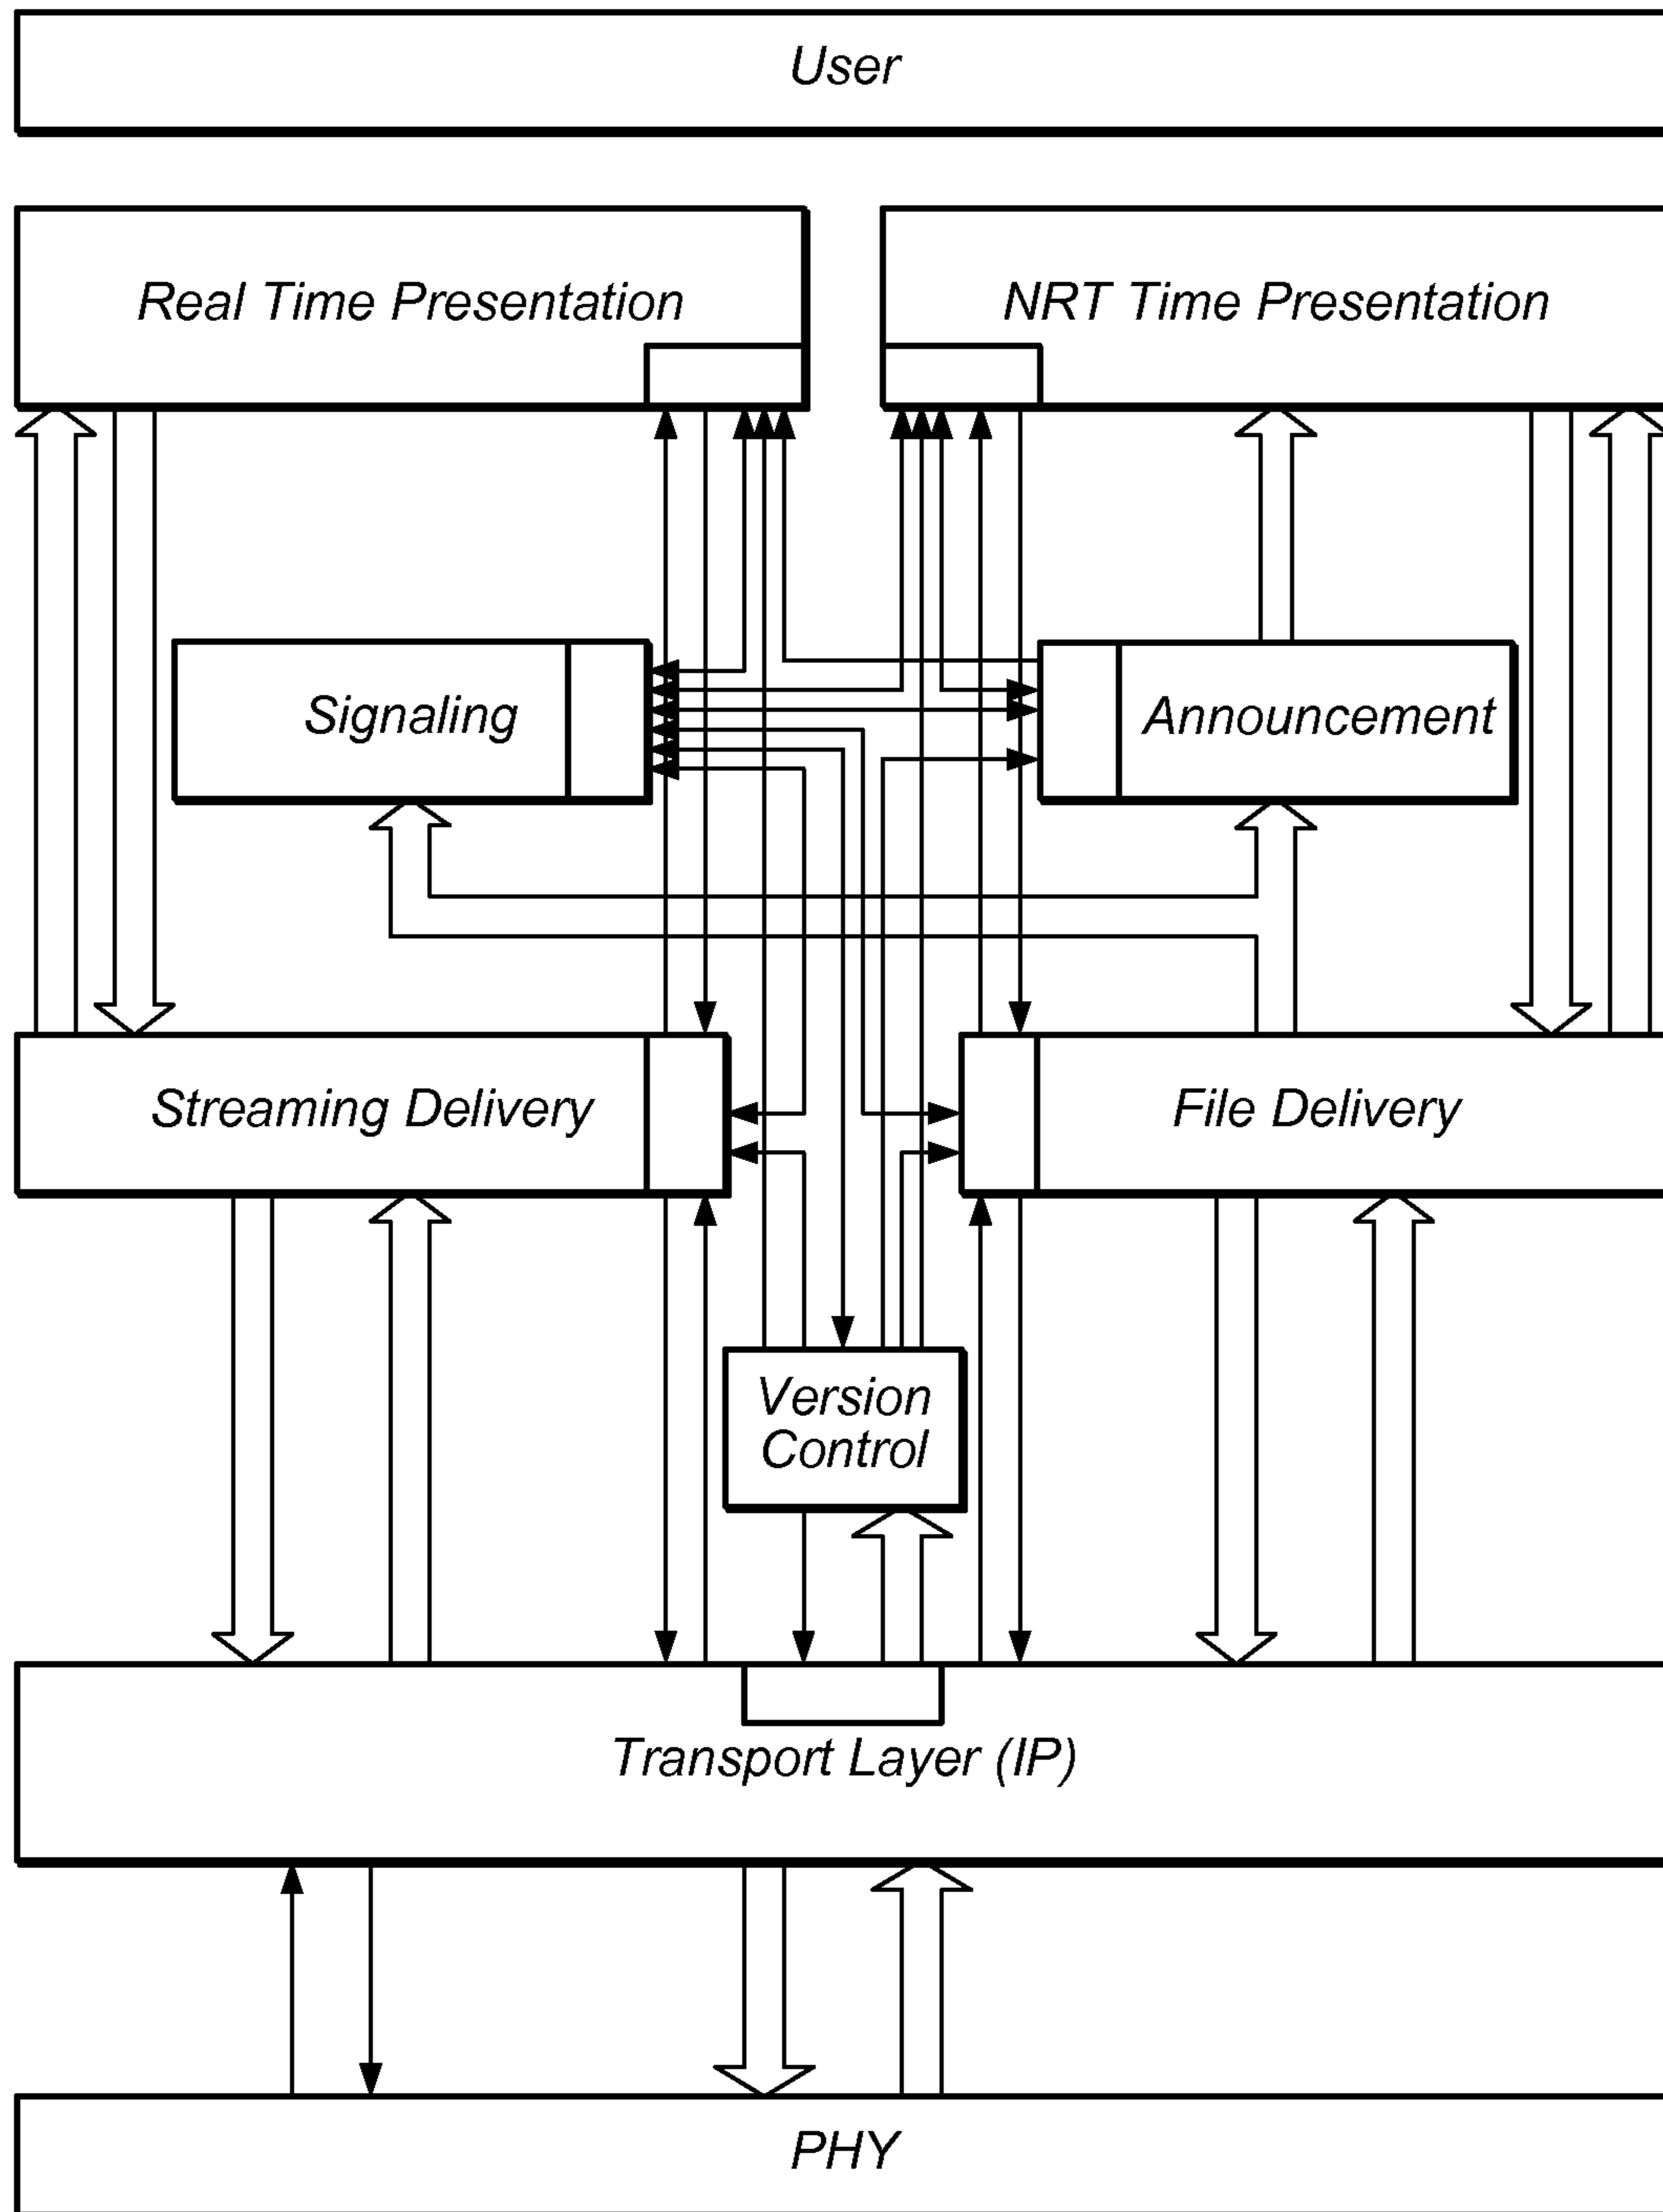 User
Real Time Presentation
NRT Time Presentation
Signaling
Announcement
Streaming Delivery
File Delivery
Version
Control
Transport Layer (IP)
PHY